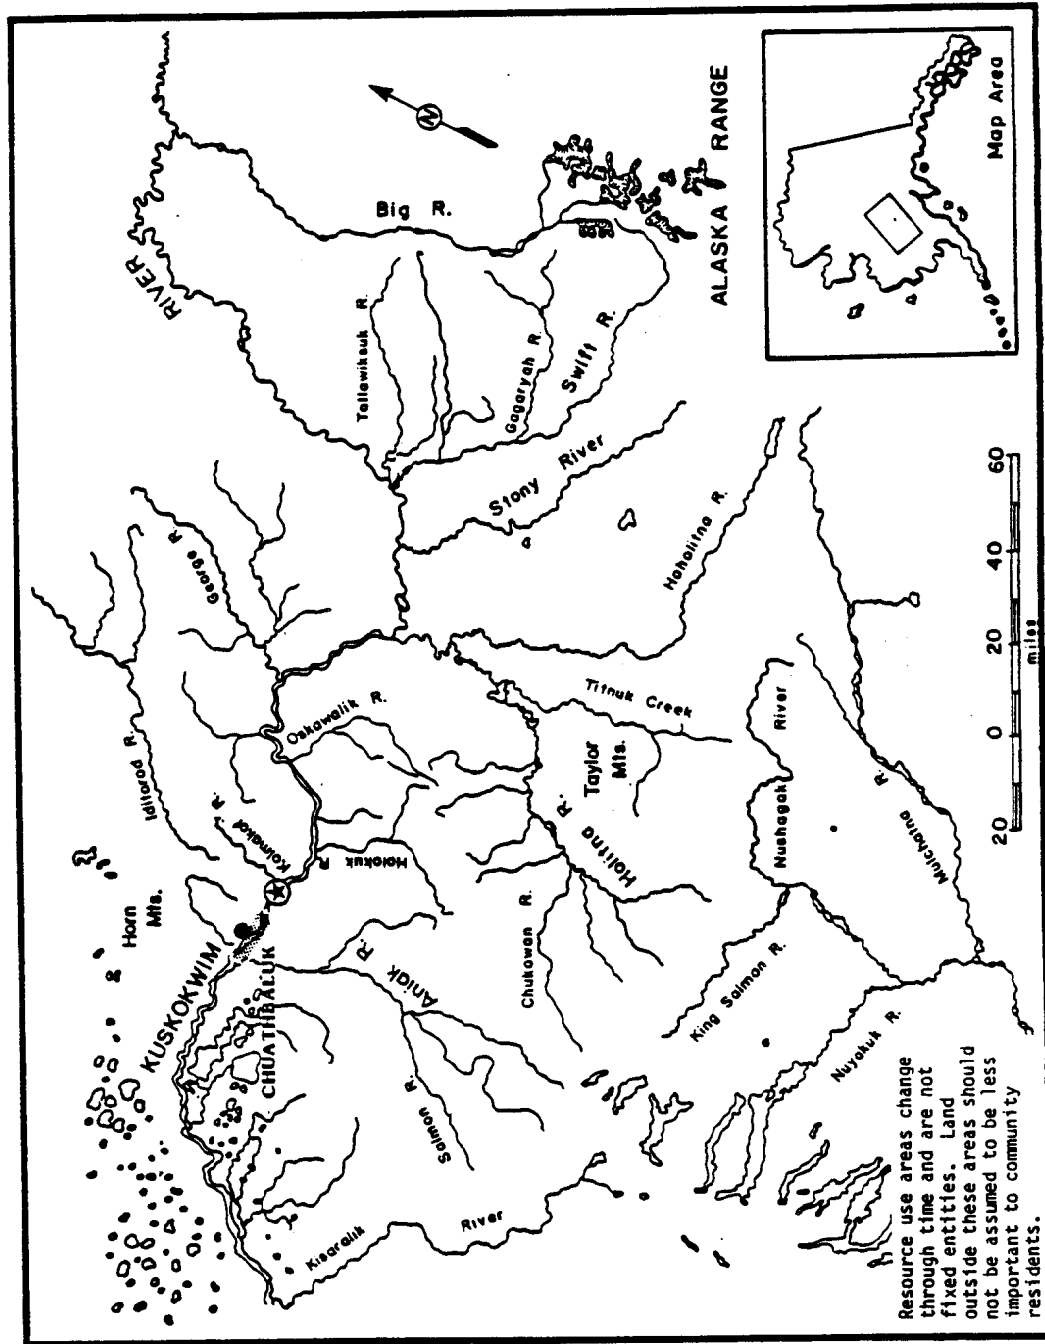 KUSKOKWIM
RIVER
Big R.
N
ALASKA RANGE
Tatlawiksuk R.
Gagaryah R.
Swift R.
Stony River
George R.
Iditarod R.
Oskawalik R.
Kolmakof R.
Holokuk R.
Horn
Mts.
CHUATHBALUK
Aniak R.
Salmon R.
Kisaralik River
Hoholitna R.
Titnuk Creek
Taylor
Mts.
Holitna R.
Chukowan R.
Nushagak River
King Salmon R.
Nuyakuk R.
Mulchatna R.
Map Area
20 0 20 40 60
miles
Resource use areas change
through time and are not
fixed entities. Land
outside these areas should
not be assumed to be less
important to community
residents.